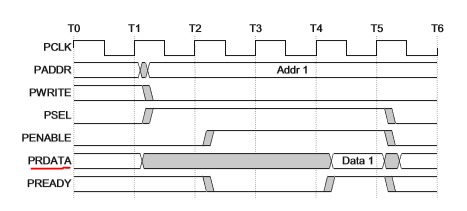 T0 T1 T2 T3 T4 T5 T6
PCLK
PADDR Addr 1
PWRITE
PSEL
PENABLE
PRDATA Data 1
PREADY